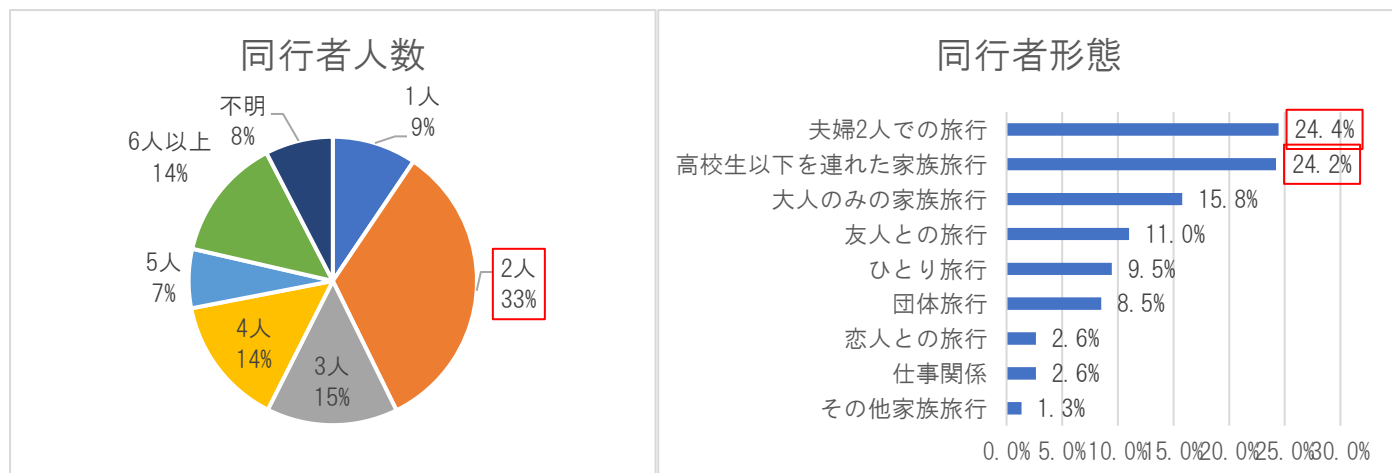 同行者人数
1人
9%
2人
33%
3人
15%
4人
14%
5人
7%
6人以上
14%
不明
8%
同行者形態
夫婦2人での旅行 24.4%
高校生以下を連れた家族旅行 24.2%
大人のみの家族旅行 15.8%
友人との旅行 11.0%
ひとり旅行 9.5%
団体旅行 8.5%
恋人との旅行 2.6%
仕事関係 2.6%
その他家族旅行 1.3%
0.0% 5.0% 10.0% 15.0% 20.0% 25.0% 30.0%